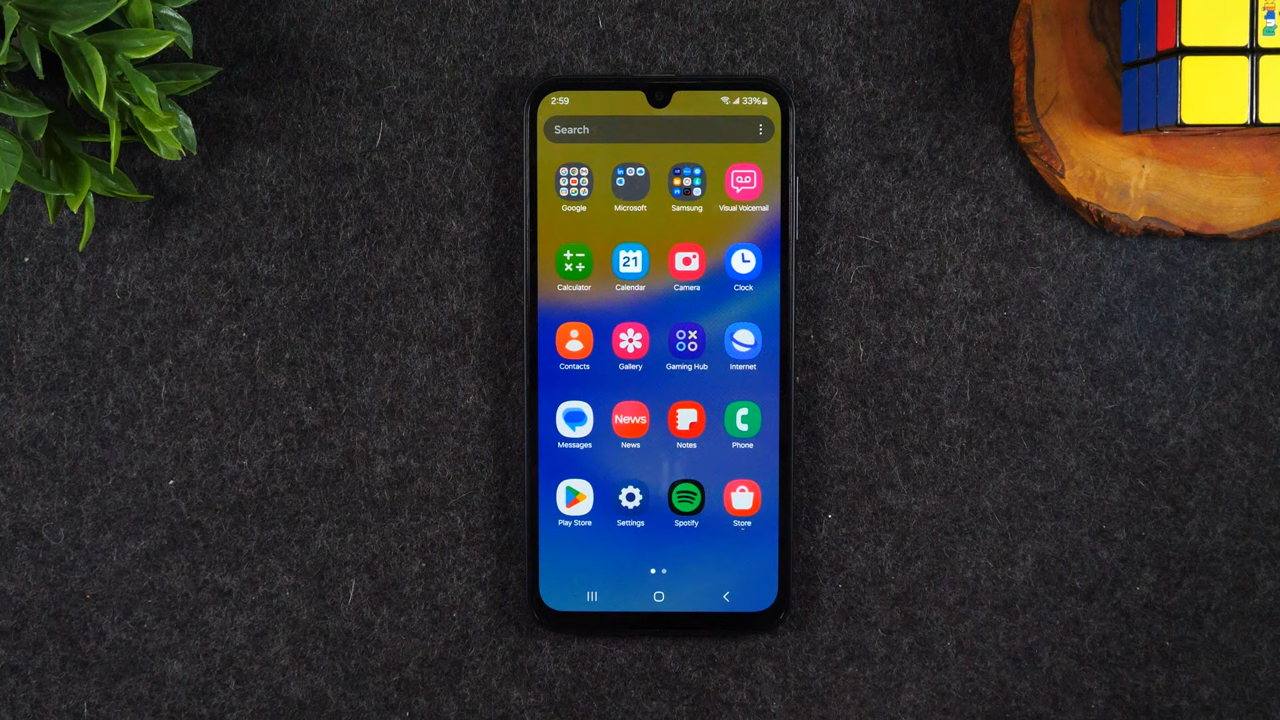 2:59 33%
Search
Google Microsoft Samsung Visual Voicemail
21
Calculator Calendar Camera Clock
Contacts Gallery Gaming Hub Internet
News
Messages News Notes Phone
Play Store Settings Spotify Store